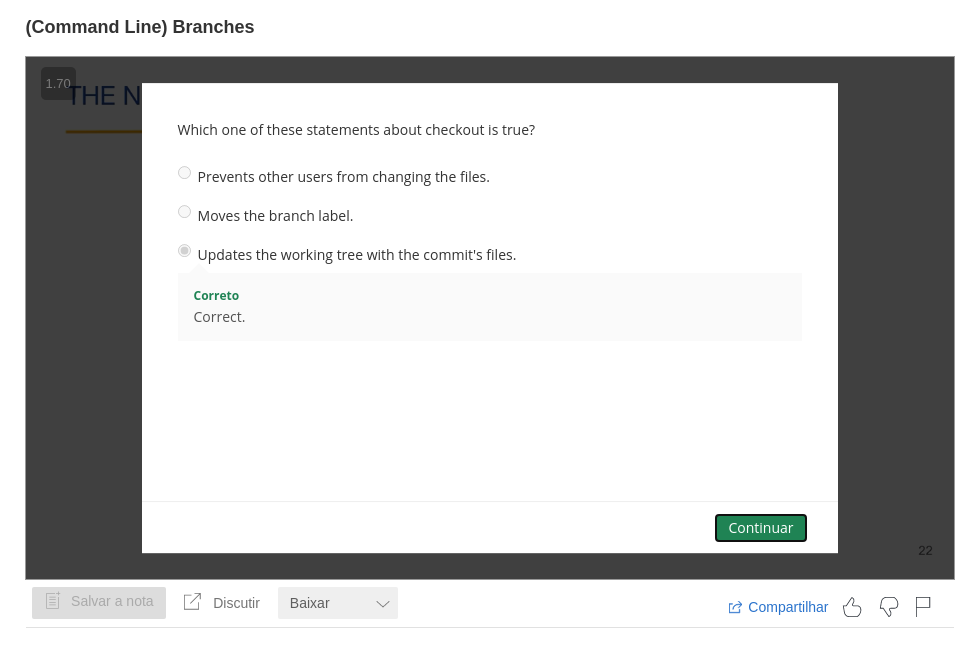 (Command Line) Branches
1.70
THE N
Which one of these statements about checkout is true?
Prevents other users from changing the files.
Moves the branch label.
Updates the working tree with the commit's files.
Correto
Correct.
Continuar
22
Salvar a nota
Discutir
Baixar
Compartilhar